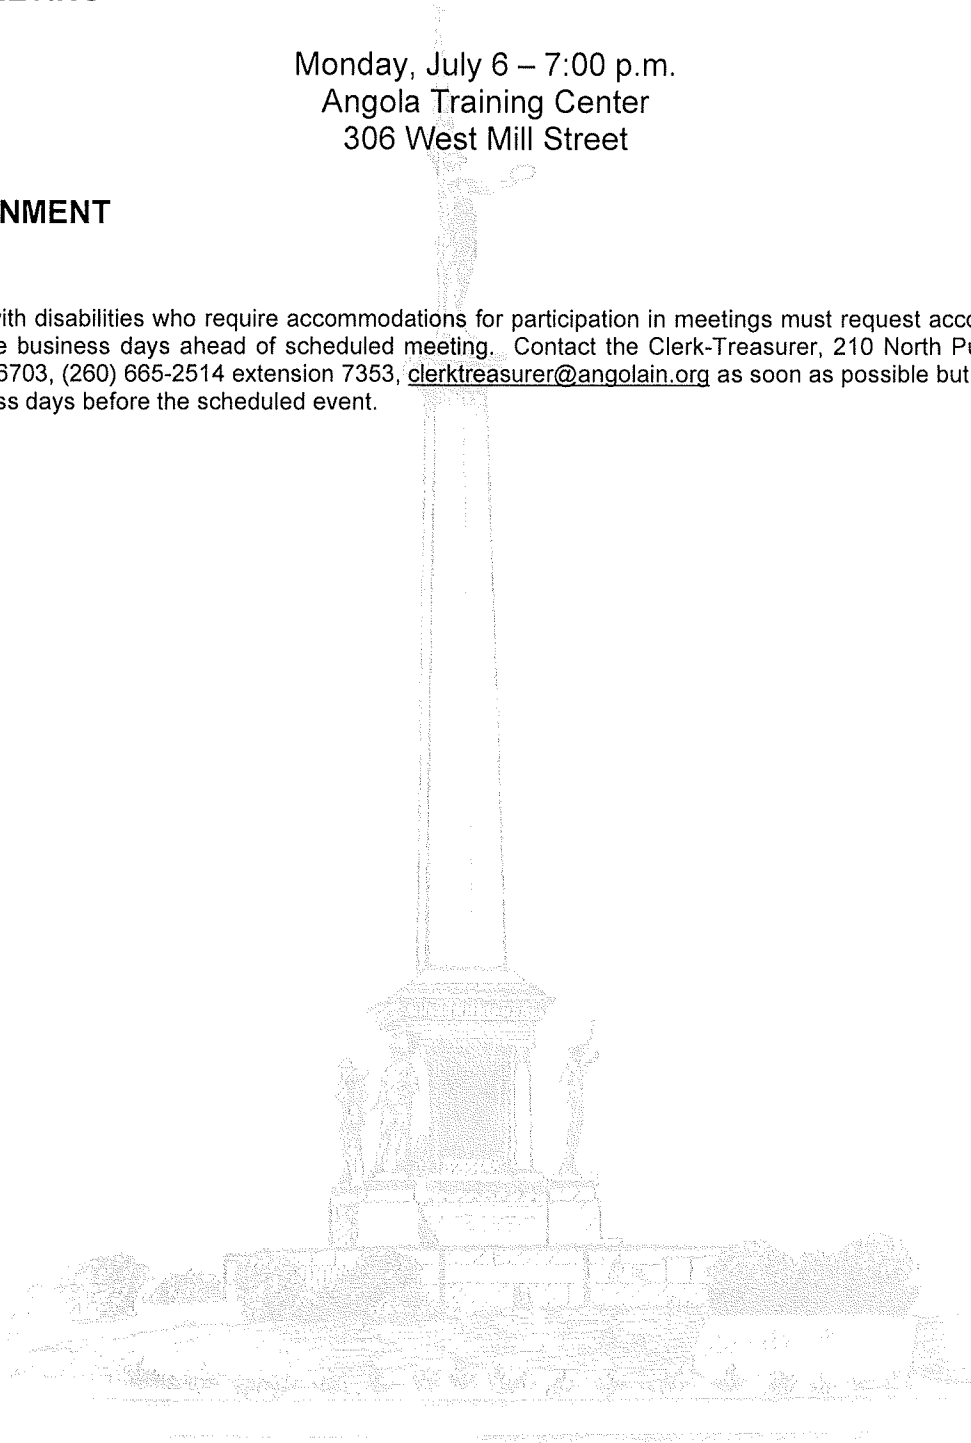 Monday, July 6 – 7:00 p.m.
Angola Training Center
306 West Mill Street
NMENT
ith disabilities who require accommodations for participation in meetings must request acco
e business days ahead of scheduled meeting. Contact the Clerk-Treasurer, 210 North Pu
6703, (260) 665-2514 extension 7353, clerktreasurer@angolain.org as soon as possible but
ss days before the scheduled event.